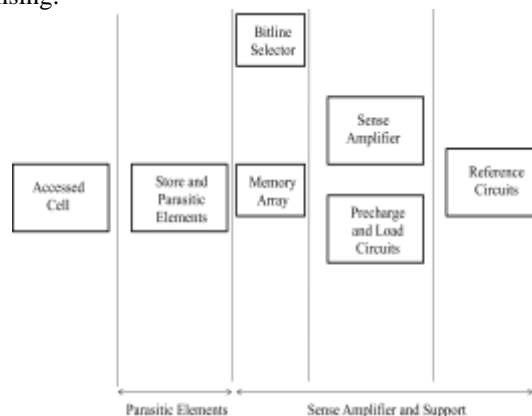 Bitline
Selector
Sense
Amplifier
Accessed
Cell
Store and
Parasitic
Elements
Memory
Array
Precharge
and Load
Circuits
Reference
Circuits
Parasitic Elements
Sense Amplifier and Support